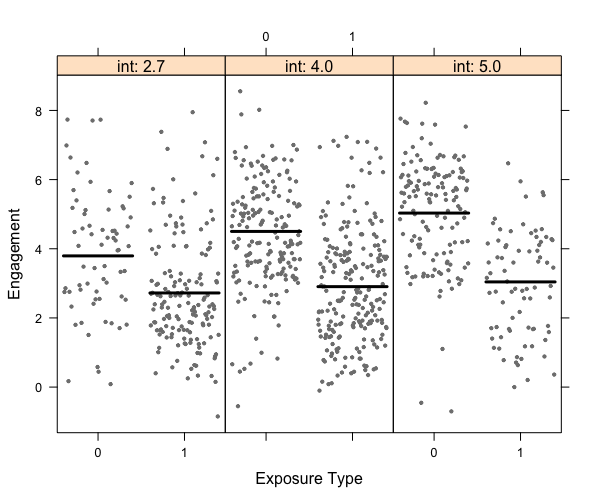 0 1
int: 2.7 int: 4.0 int: 5.0
8
6
4
2
0
Engagement
0 1 0 1
Exposure Type